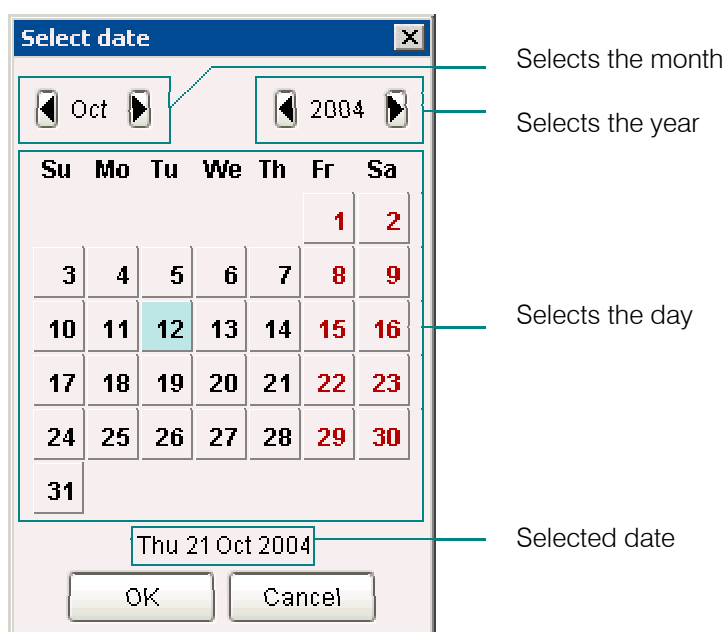 Select date
Selects the month
Oct 2004
Selects the year
Su Mo Tu We Th Fr Sa
1 2
3 4 5 6 7 8 9
10 11 12 13 14 15 16
Selects the day
17 18 19 20 21 22 23
24 25 26 27 28 29 30
31
Thu 21 Oct 2004
Selected date
OK Cancel